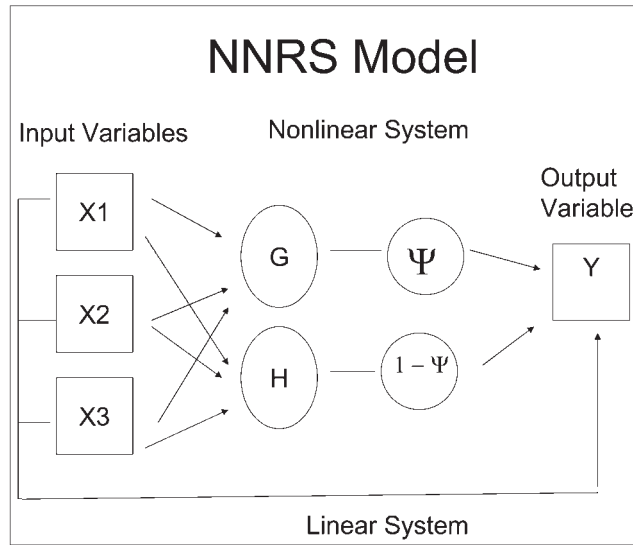 NNRS Model
Input Variables
Nonlinear System
Output
Variable
X1
X2
X3
G
H
Ψ
1 − Ψ
Y
Linear System